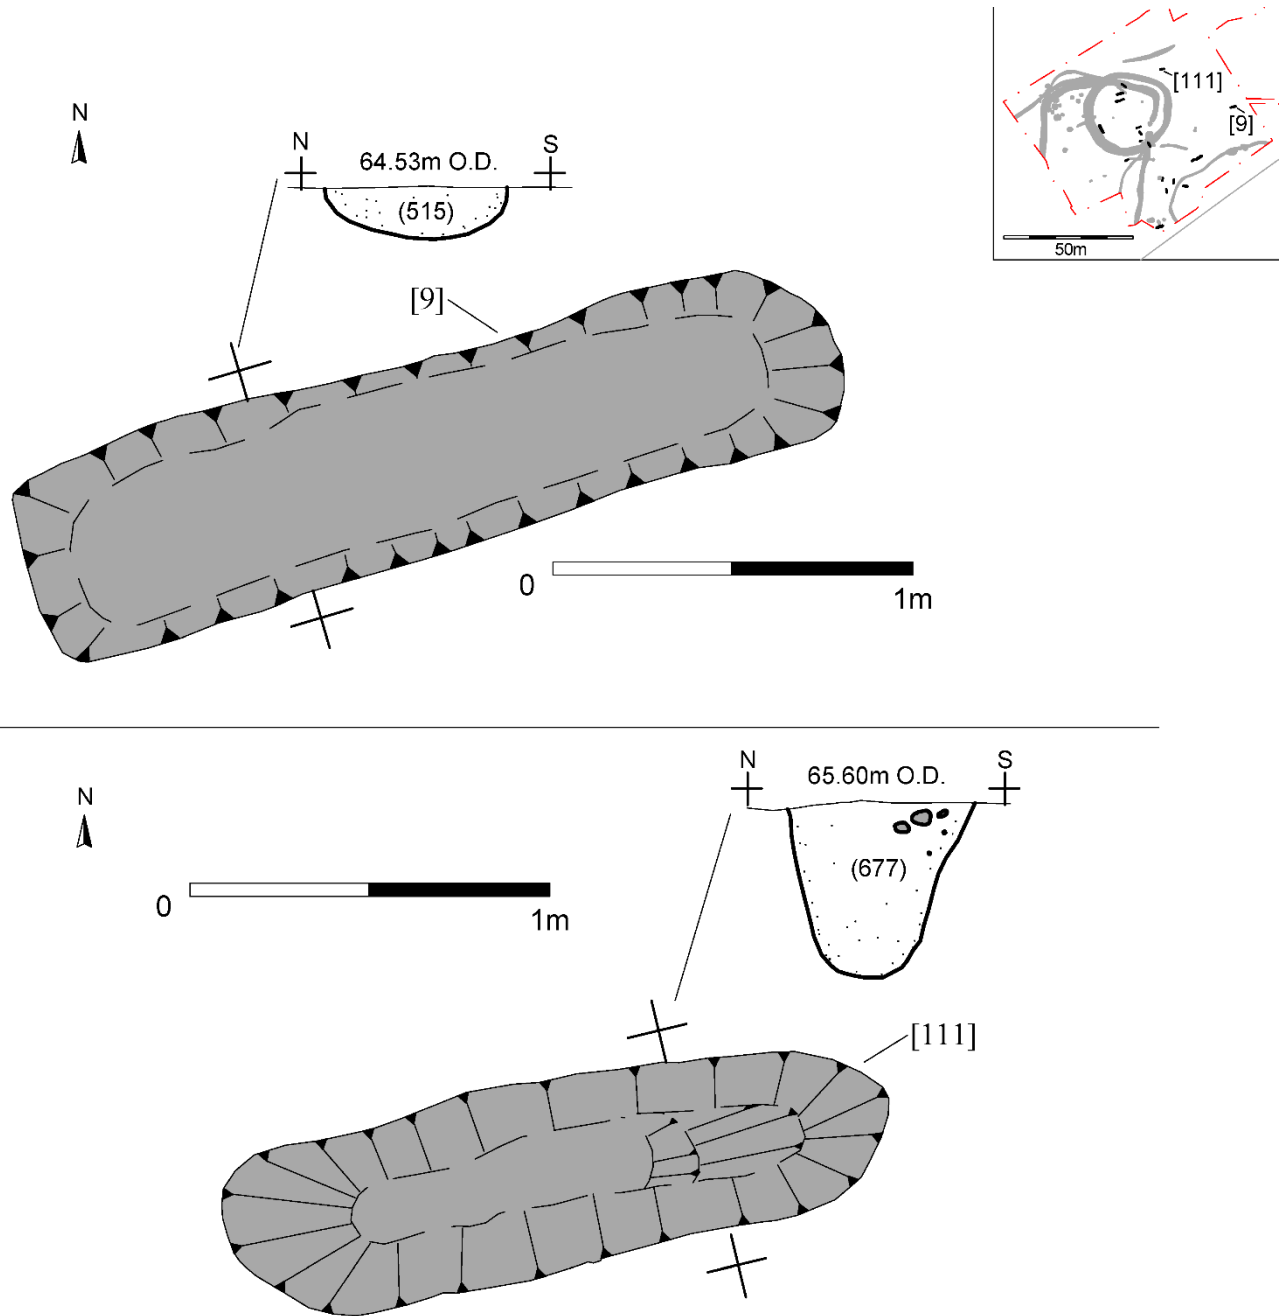 N
N
S
64.53m O.D.
(515)
[9]
[111]
[9]
50m
0
1m
N
N
S
65.60m O.D.
(677)
0
1m
[111]